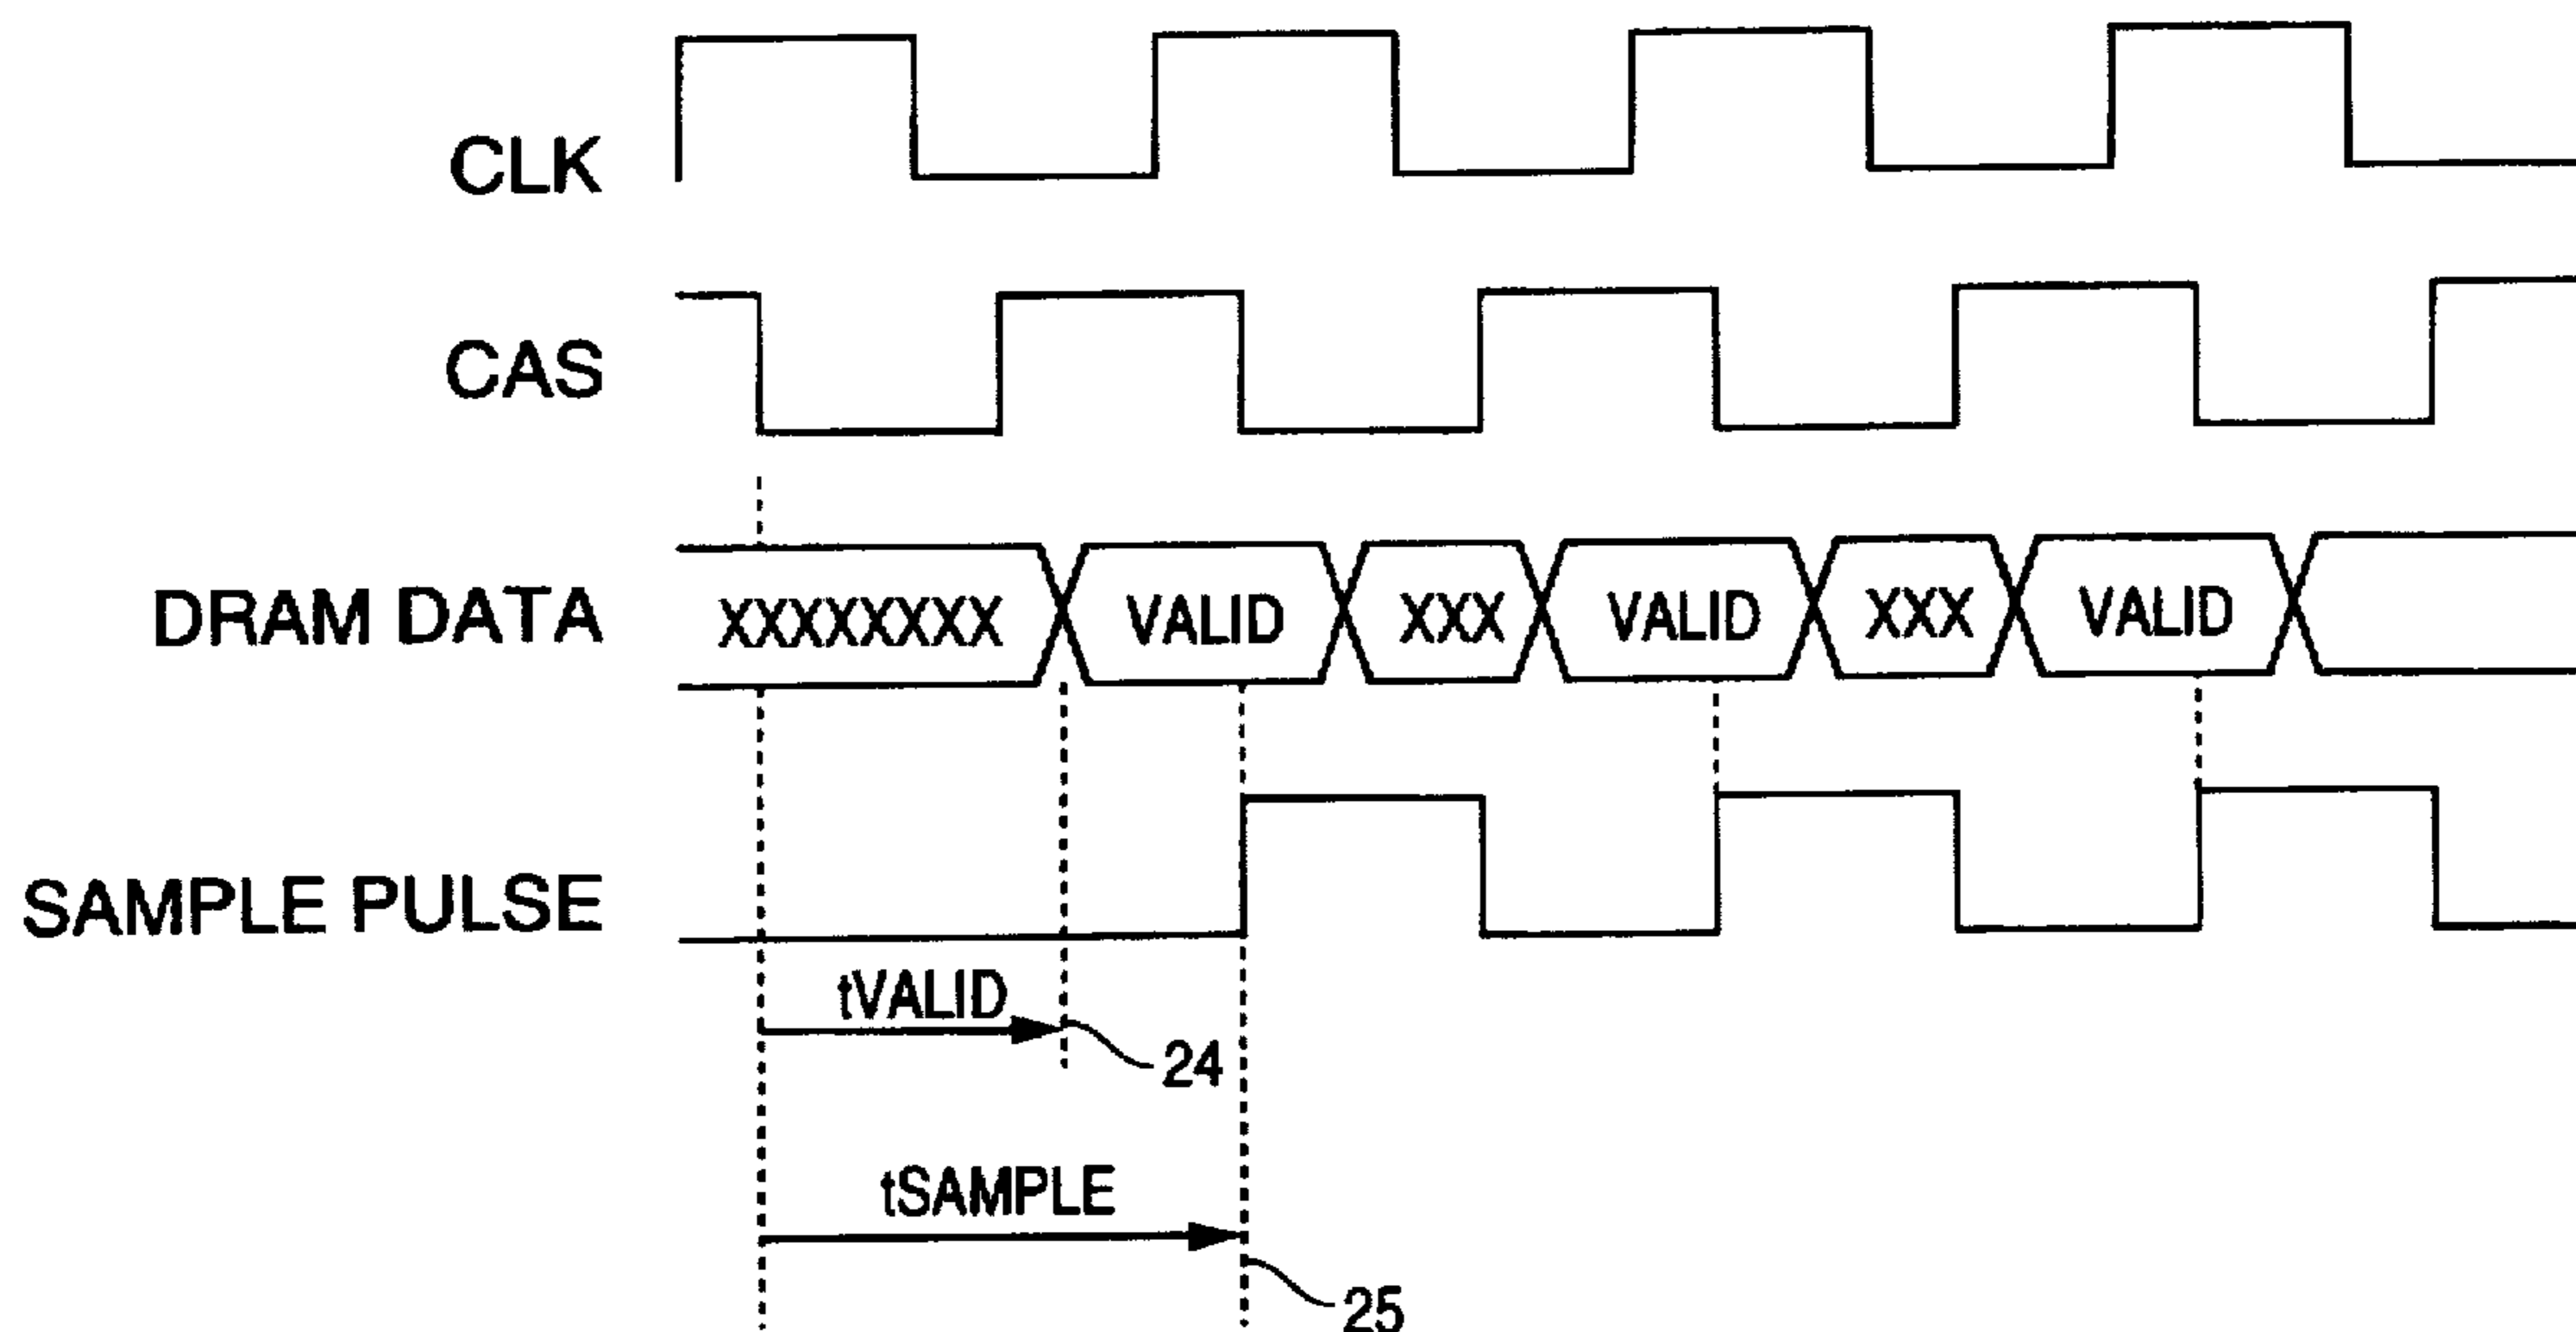 CLK
CAS
DRAM DATA XXXXXXXX VALID XXX VALID XXX VALID
SAMPLE PULSE
tVALID
24
tSAMPLE
25